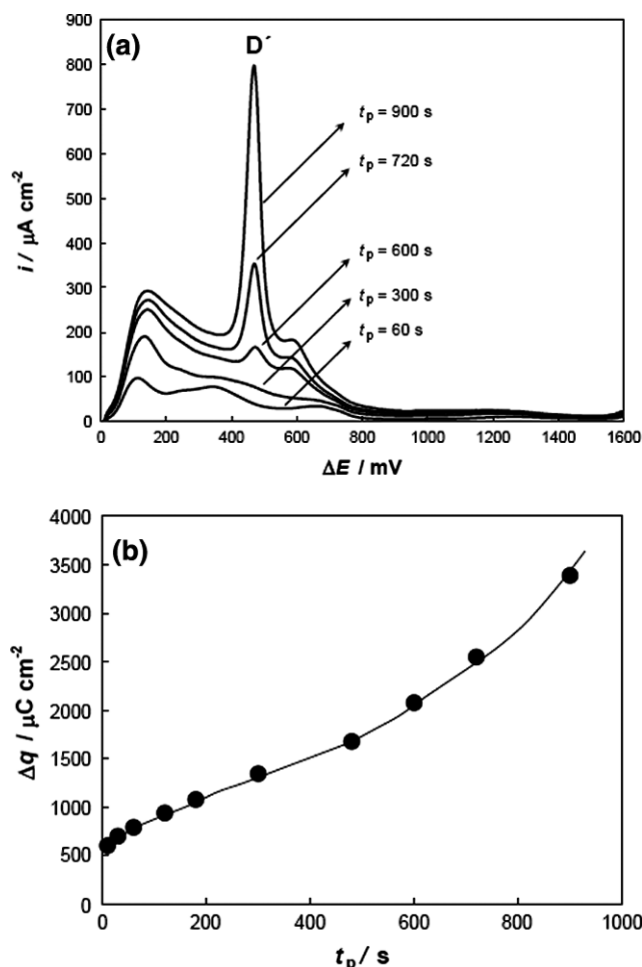 (a)
D´
900
800
700
600
500
400
300
200
100
0
i / μA cm⁻²
tp = 900 s
tp = 720 s
tp = 600 s
tp = 300 s
tp = 60 s
0 200 400 600 800 1000 1200 1400 1600
ΔE / mV
(b)
4000
3500
3000
2500
2000
1500
1000
500
0
Δq / μC cm⁻²
0 200 400 600 800 1000
tp / s